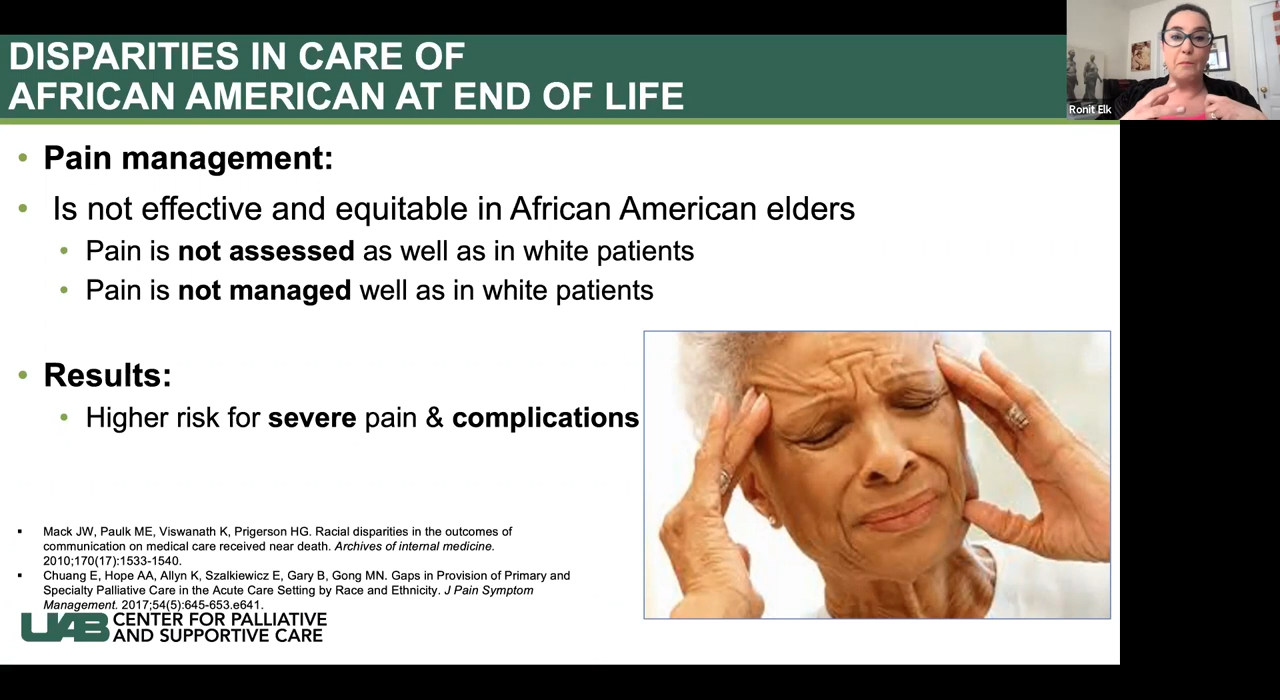 DISPARITIES IN CARE OF
AFRICAN AMERICAN AT END OF LIFE
Ronit Elk
• Pain management:
• Is not effective and equitable in African American elders
• Pain is not assessed as well as in white patients
• Pain is not managed well as in white patients
• Results:
• Higher risk for severe pain & complications
▪ Mack JW, Paulk ME, Viswanath K, Prigerson HG. Racial disparities in the outcomes of
communication on medical care received near death. Archives of internal medicine.
2010;170(17):1533-1540.
▪ Chuang E, Hope AA, Allyn K, Szalkiewicz E, Gary B, Gong MN. Gaps in Provision of Primary and
Specialty Palliative Care in the Acute Care Setting by Race and Ethnicity. J Pain Symptom
Management. 2017;54(5):645-653.e641.
UAB CENTER FOR PALLIATIVE
AND SUPPORTIVE CARE